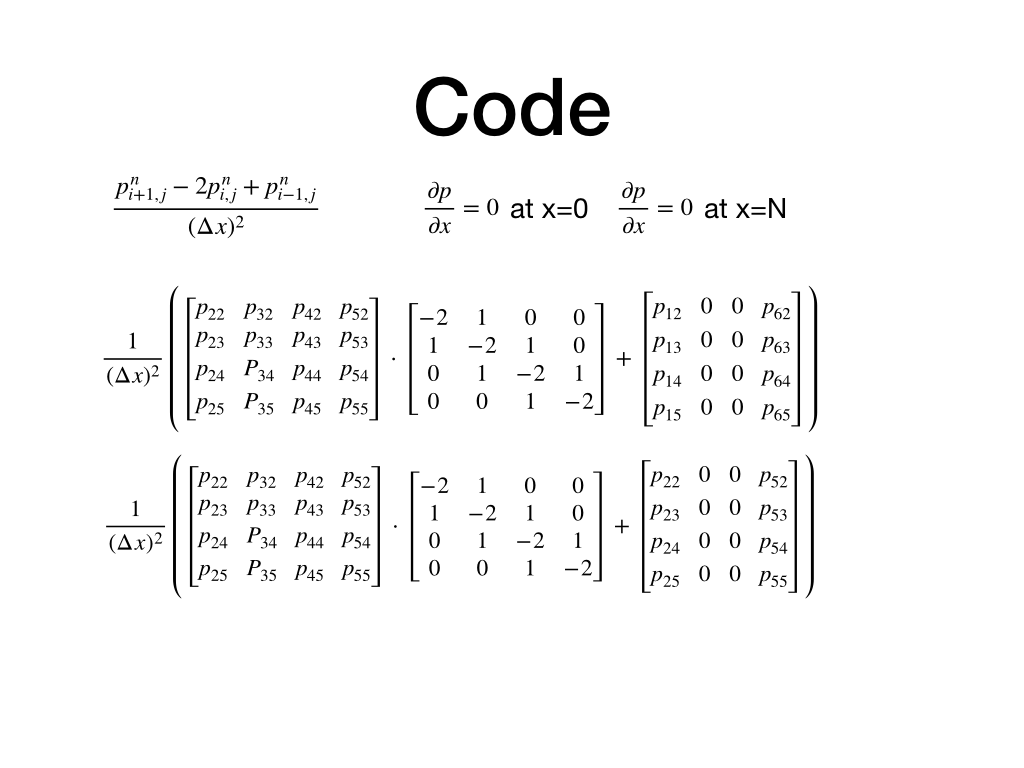 Code
$\frac{p_{i+1,j}^{n} - 2p_{i,j}^{n} + p_{i-1,j}^{n}}{(\Delta x)^2}$ $\frac{\partial p}{\partial x} = 0$ at x=0 $\frac{\partial p}{\partial x} = 0$ at x=N
$\frac{1}{(\Delta x)^2} \left( \begin{bmatrix} p_{22} & p_{32} & p_{42} & p_{52} \\ p_{23} & p_{33} & p_{43} & p_{53} \\ p_{24} & P_{34} & p_{44} & p_{54} \\ p_{25} & P_{35} & p_{45} & p_{55} \end{bmatrix} \cdot \begin{bmatrix} -2 & 1 & 0 & 0 \\ 1 & -2 & 1 & 0 \\ 0 & 1 & -2 & 1 \\ 0 & 0 & 1 & -2 \end{bmatrix} + \begin{bmatrix} p_{12} & 0 & 0 & p_{62} \\ p_{13} & 0 & 0 & p_{63} \\ p_{14} & 0 & 0 & p_{64} \\ p_{15} & 0 & 0 & p_{65} \end{bmatrix} \right)$
$\frac{1}{(\Delta x)^2} \left( \begin{bmatrix} p_{22} & p_{32} & p_{42} & p_{52} \\ p_{23} & p_{33} & p_{43} & p_{53} \\ p_{24} & P_{34} & p_{44} & p_{54} \\ p_{25} & P_{35} & p_{45} & p_{55} \end{bmatrix} \cdot \begin{bmatrix} -2 & 1 & 0 & 0 \\ 1 & -2 & 1 & 0 \\ 0 & 1 & -2 & 1 \\ 0 & 0 & 1 & -2 \end{bmatrix} + \begin{bmatrix} p_{22} & 0 & 0 & p_{52} \\ p_{23} & 0 & 0 & p_{53} \\ p_{24} & 0 & 0 & p_{54} \\ p_{25} & 0 & 0 & p_{55} \end{bmatrix} \right)$